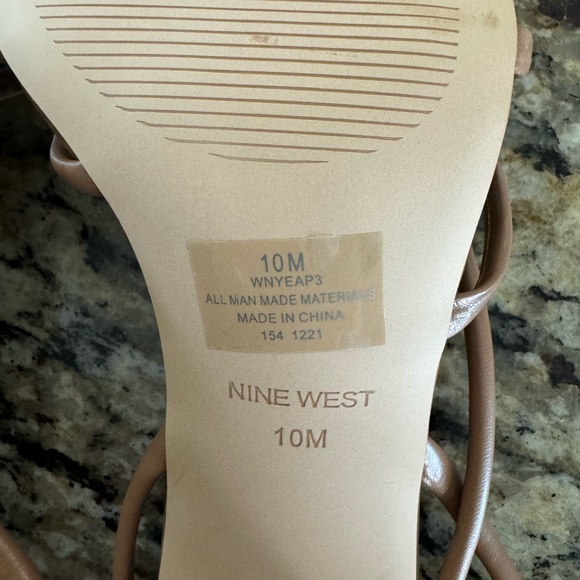 10M
WNYEAP3
ALL MAN MADE MATERIALS
MADE IN CHINA
154 1221
NINE WEST
10M